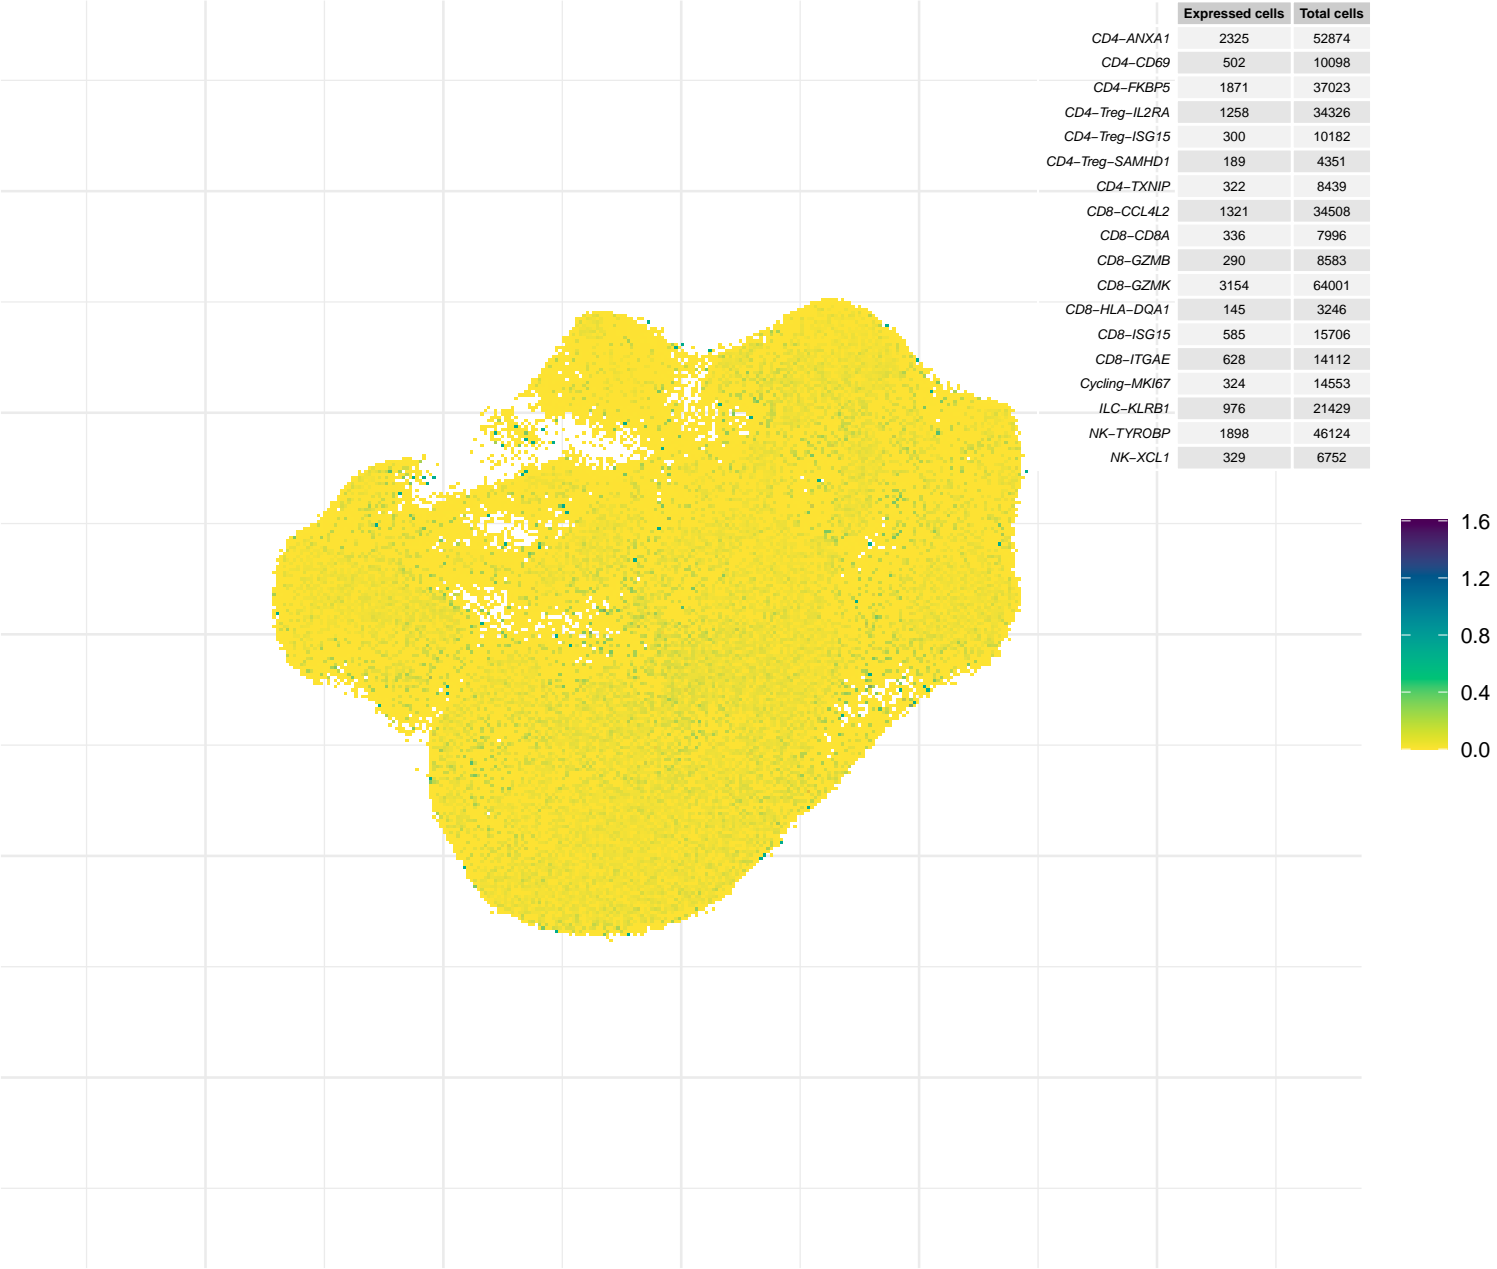 Expressed cells Total cells
CD4−ANXA1 2325 52874
CD4−CD69 502 10098
CD4−FKBP5 1871 37023
CD4−Treg−IL2RA 1258 34326
CD4−Treg−ISG15 300 10182
CD4−Treg−SAMHD1 189 4351
CD4−TXNIP 322 8439
CD8−CCL4L2 1321 34508
CD8−CD8A 336 7996
CD8−GZMB 290 8583
CD8−GZMK 3154 64001
CD8−HLA−DQA1 145 3246
CD8−ISG15 585 15706
CD8−ITGAE 628 14112
Cycling−MKI67 324 14553
ILC−KLRB1 976 21429
NK−TYROBP 1898 46124
NK−XCL1 329 6752
1.6
1.2
0.8
0.4
0.0